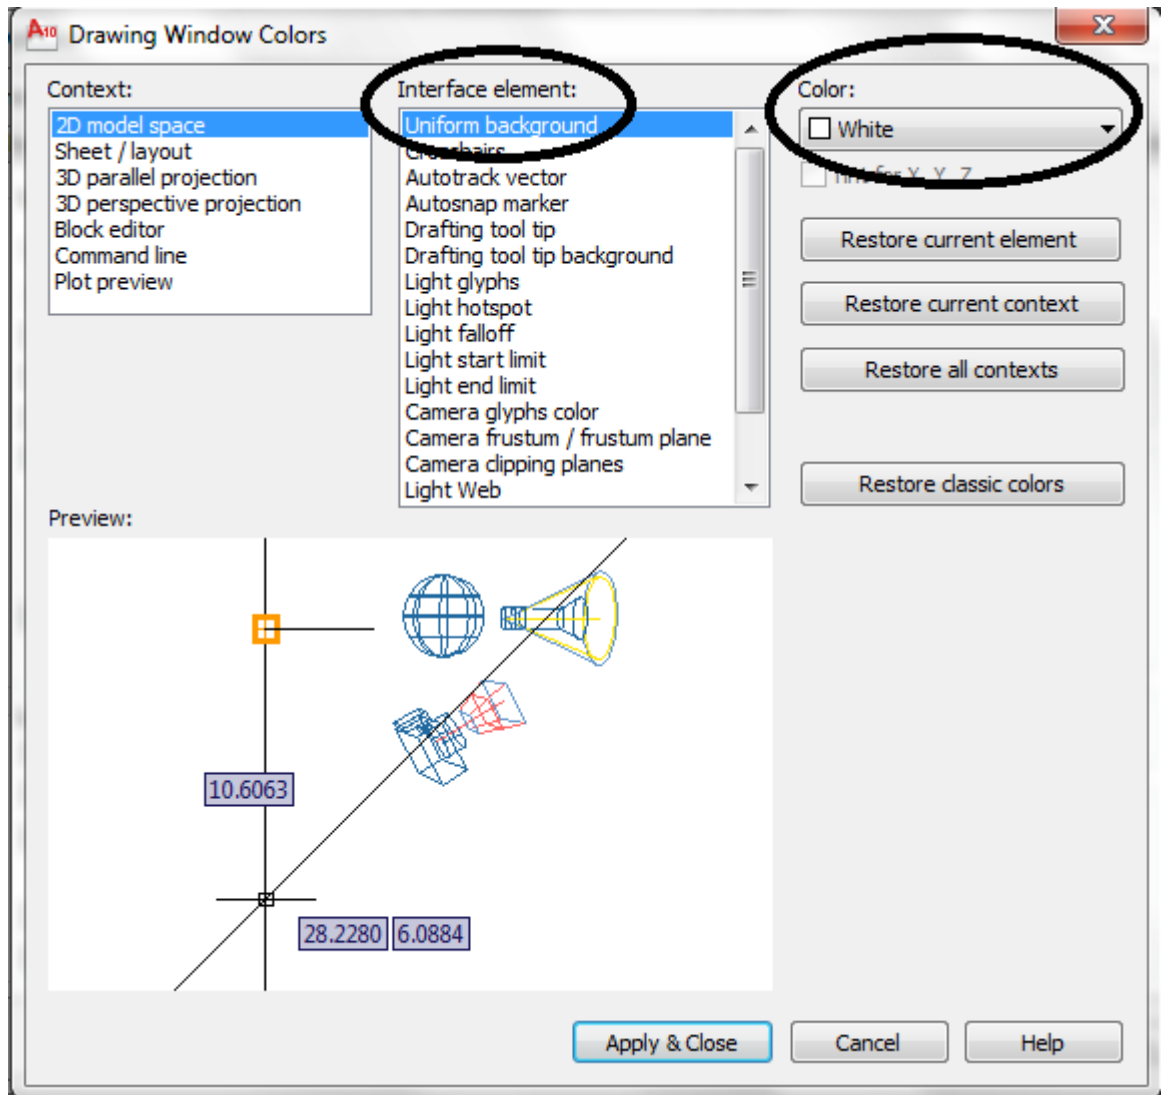 A10 Drawing Window Colors
Context:
2D model space
Sheet / layout
3D parallel projection
3D perspective projection
Block editor
Command line
Plot preview
Interface element:
Uniform background
Crosshairs
Autotrack vector
Autosnap marker
Drafting tool tip
Drafting tool tip background
Light glyphs
Light hotspot
Light falloff
Light start limit
Light end limit
Camera glyphs color
Camera frustum / frustum plane
Camera clipping planes
Light Web
Color:
White
Tint for X, Y, Z
Restore current element
Restore current context
Restore all contexts
Restore classic colors
Preview:
10.6063
28.2280 6.0884
Apply & Close
Cancel
Help